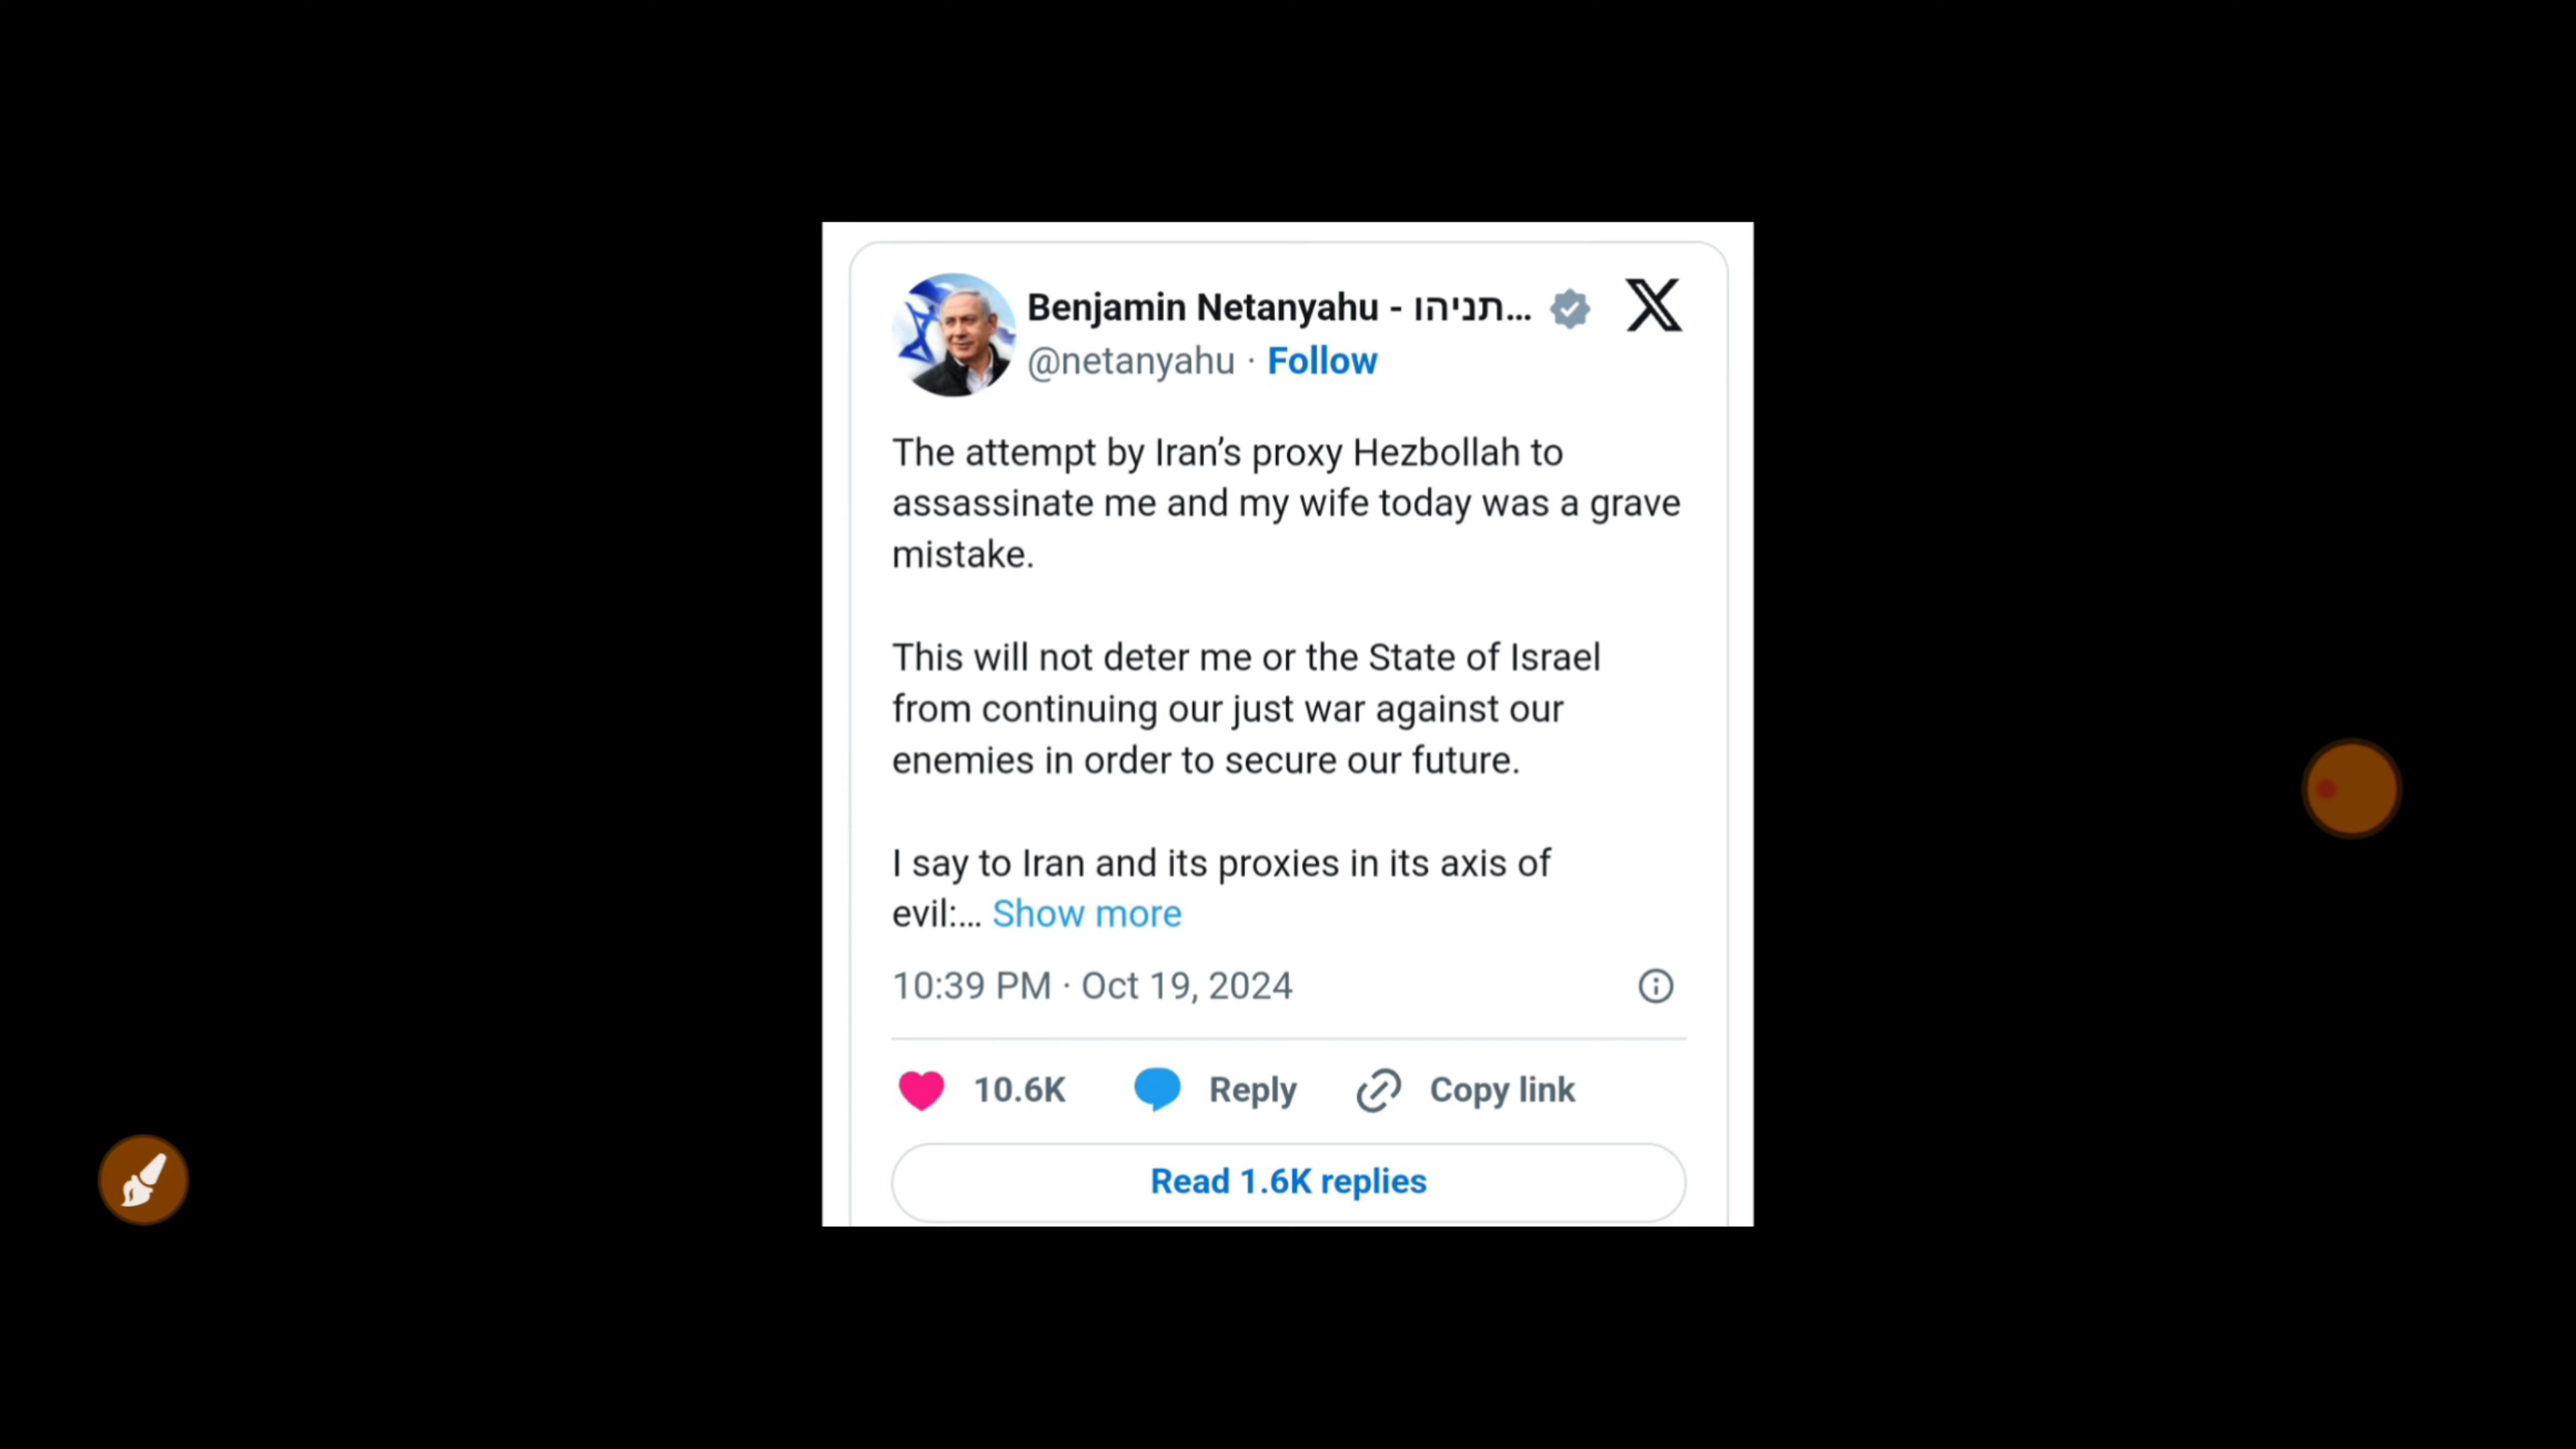 Benjamin Netanyahu - תניהו...
@netanyahu · Follow
The attempt by Iran’s proxy Hezbollah to
assassinate me and my wife today was a grave
mistake.
This will not deter me or the State of Israel
from continuing our just war against our
enemies in order to secure our future.
I say to Iran and its proxies in its axis of
evil:... Show more
10:39 PM · Oct 19, 2024
10.6K Reply Copy link
Read 1.6K replies